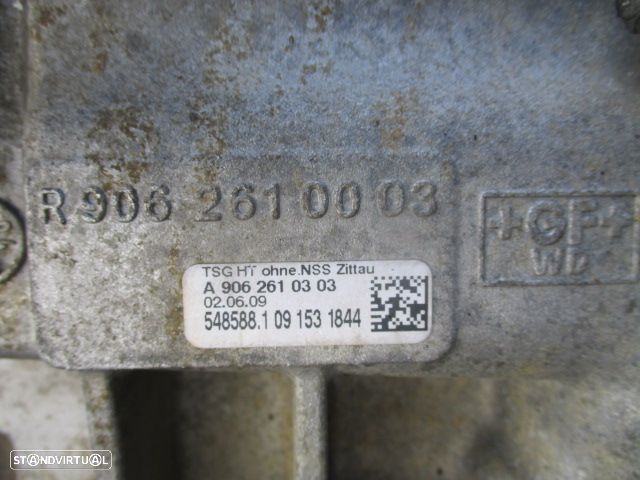 R 906 261 00 03
+GF+
WD
TSG HT ohne.NSS Zittau
A 906 261 03 03
02.06.09
548588.1 09 153 1844
STANDVIRTUAL